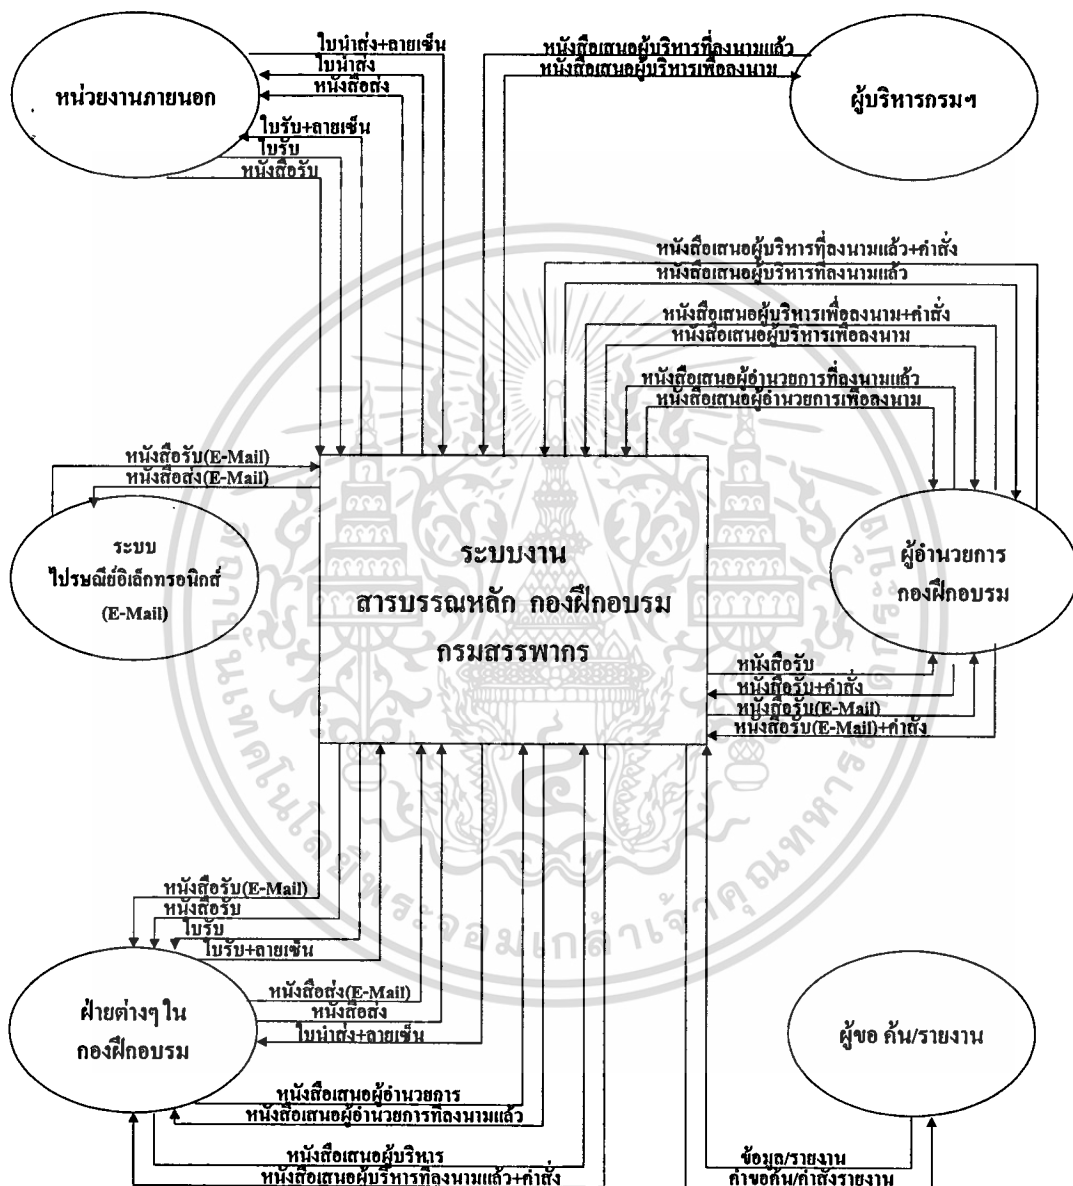 ใบนำส่ง+ลายเซ็น
ใบนำส่ง
หนังสือส่ง
หน่วยงานภายนอก
ใบรับ+ลายเซ็น
ใบรับ
หนังสือรับ
หนังสือเสนอผู้บริหารที่ลงนามแล้ว
หนังสือเสนอผู้บริหารเพื่อลงนาม
ผู้บริหารกรมฯ
หนังสือเสนอผู้บริหารที่ลงนามแล้ว+คำสั่ง
หนังสือเสนอผู้บริหารที่ลงนามแล้ว
หนังสือเสนอผู้บริหารเพื่อลงนาม+คำสั่ง
หนังสือเสนอผู้บริหารเพื่อลงนาม
หนังสือเสนอผู้อำนวยการที่ลงนามแล้ว
หนังสือเสนอผู้อำนวยการเพื่อลงนาม
หนังสือรับ(E-Mail)
หนังสือส่ง(E-Mail)
ระบบ
ไปรษณีย์อิเล็กทรอนิกส์
(E-Mail)
ระบบงาน
สารบรรณหลัก กองฝึกอบรม
กรมสรรพากร
ผู้อำนวยการ
กองฝึกอบรม
หนังสือรับ
หนังสือรับ+คำสั่ง
หนังสือรับ(E-Mail)
หนังสือรับ(E-Mail)+คำสั่ง
หนังสือรับ(E-Mail)
หนังสือรับ
ใบรับ
ใบรับ+ลายเซ็น
ฝ่ายต่างๆ ใน
กองฝึกอบรม
หนังสือส่ง(E-Mail)
หนังสือส่ง
ใบนำส่ง+ลายเซ็น
หนังสือเสนอผู้อำนวยการ
หนังสือเสนอผู้อำนวยการที่ลงนามแล้ว
หนังสือเสนอผู้บริหาร
หนังสือเสนอผู้บริหารที่ลงนามแล้ว+คำสั่ง
ผู้ขอ ค้น/รายงาน
ข้อมูล/รายงาน
คำขอค้น/คำสั่งรายงาน